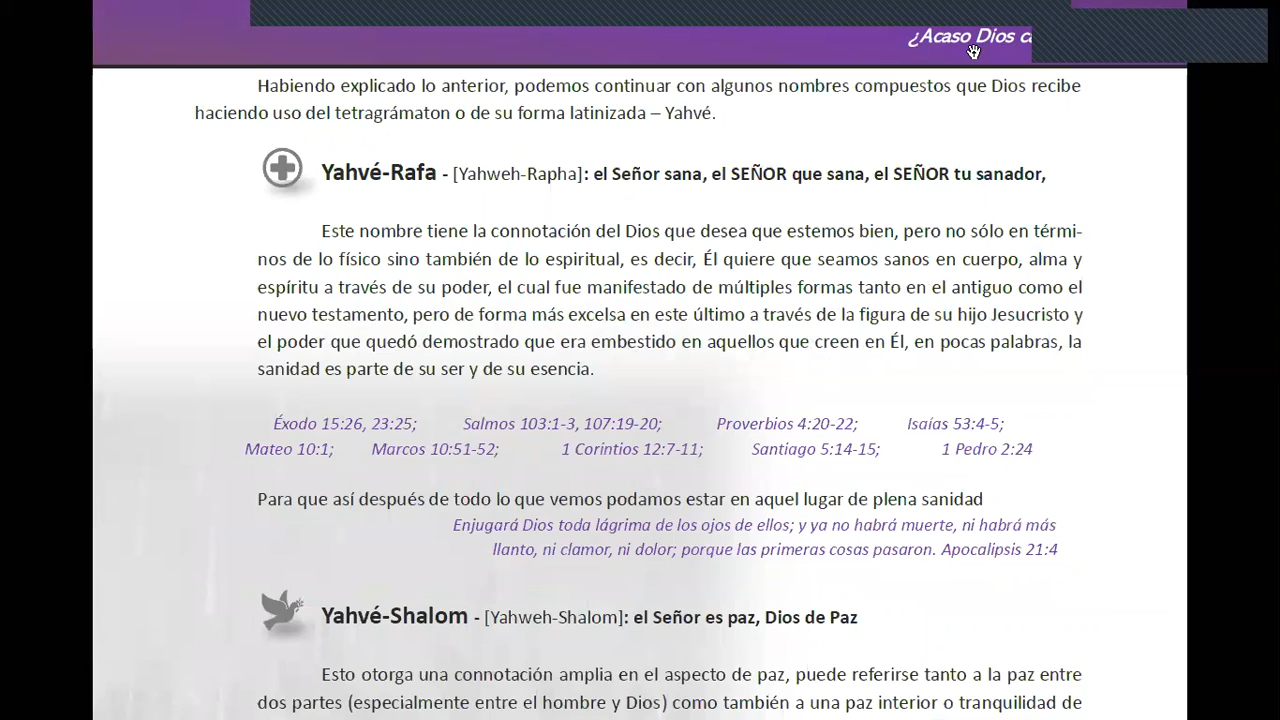 ¿Acaso Dios
Habiendo explicado lo anterior, podemos continuar con algunos nombres compuestos que Dios recibe
haciendo uso del tetragrámaton o de su forma latinizada – Yahvé.
Yahvé-Rafa - [Yahweh-Rapha]: el Señor sana, el SEÑOR que sana, el SEÑOR tu sanador,
Este nombre tiene la connotación del Dios que desea que estemos bien, pero no sólo en térmi-
nos de lo físico sino también de lo espiritual, es decir, Él quiere que seamos sanos en cuerpo, alma y
espíritu a través de su poder, el cual fue manifestado de múltiples formas tanto en el antiguo como el
nuevo testamento, pero de forma más excelsa en este último a través de la figura de su hijo Jesucristo y
el poder que quedó demostrado que era embestido en aquellos que creen en Él, en pocas palabras, la
sanidad es parte de su ser y de su esencia.
Éxodo 15:26, 23:25; Salmos 103:1-3, 107:19-20; Proverbios 4:20-22; Isaías 53:4-5;
Mateo 10:1; Marcos 10:51-52; 1 Corintios 12:7-11; Santiago 5:14-15; 1 Pedro 2:24
Para que así después de todo lo que vemos podamos estar en aquel lugar de plena sanidad
Enjugará Dios toda lágrima de los ojos de ellos; y ya no habrá muerte, ni habrá más
llanto, ni clamor, ni dolor; porque las primeras cosas pasaron. Apocalipsis 21:4
Yahvé-Shalom - [Yahweh-Shalom]: el Señor es paz, Dios de Paz
Esto otorga una connotación amplia en el aspecto de paz, puede referirse tanto a la paz entre
dos partes (especialmente entre el hombre y Dios) como también a una paz interior o tranquilidad de